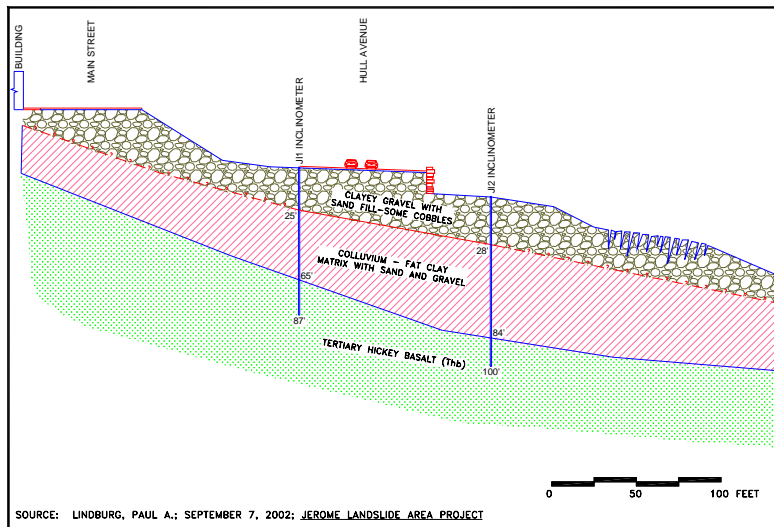 BUILDING
MAIN STREET
HULL AVENUE
JI1 INCLINOMETER
JI2 INCLINOMETER
CLAYEY GRAVEL WITH
SAND FILL-SOME COBBLES
25'
28'
COLLUVIUM - FAT CLAY
MATRIX WITH SAND AND GRAVEL
65'
87'
84'
TERTIARY HICKEY BASALT (Thb)
100'
0 50 100 FEET
SOURCE: LINDBURG, PAUL A.; SEPTEMBER 7, 2002; JEROME LANDSLIDE AREA PROJECT